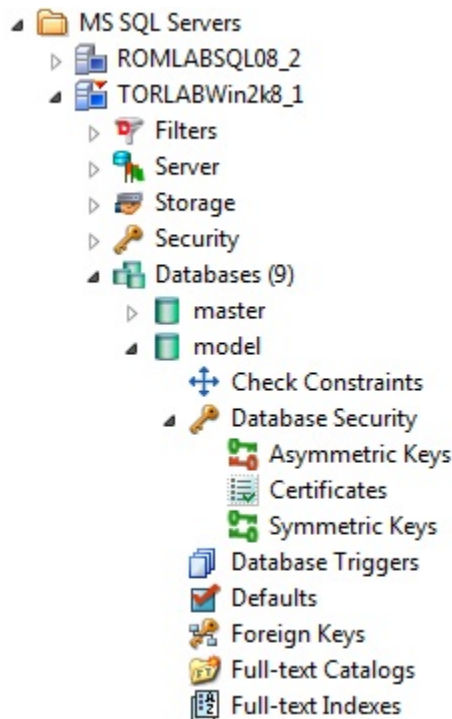 MS SQL Servers
ROMLABSQL08_2
TORLABWin2k8_1
Filters
Server
Storage
Security
Databases (9)
master
model
Check Constraints
Database Security
Asymmetric Keys
Certificates
Symmetric Keys
Database Triggers
Defaults
Foreign Keys
Full-text Catalogs
Full-text Indexes